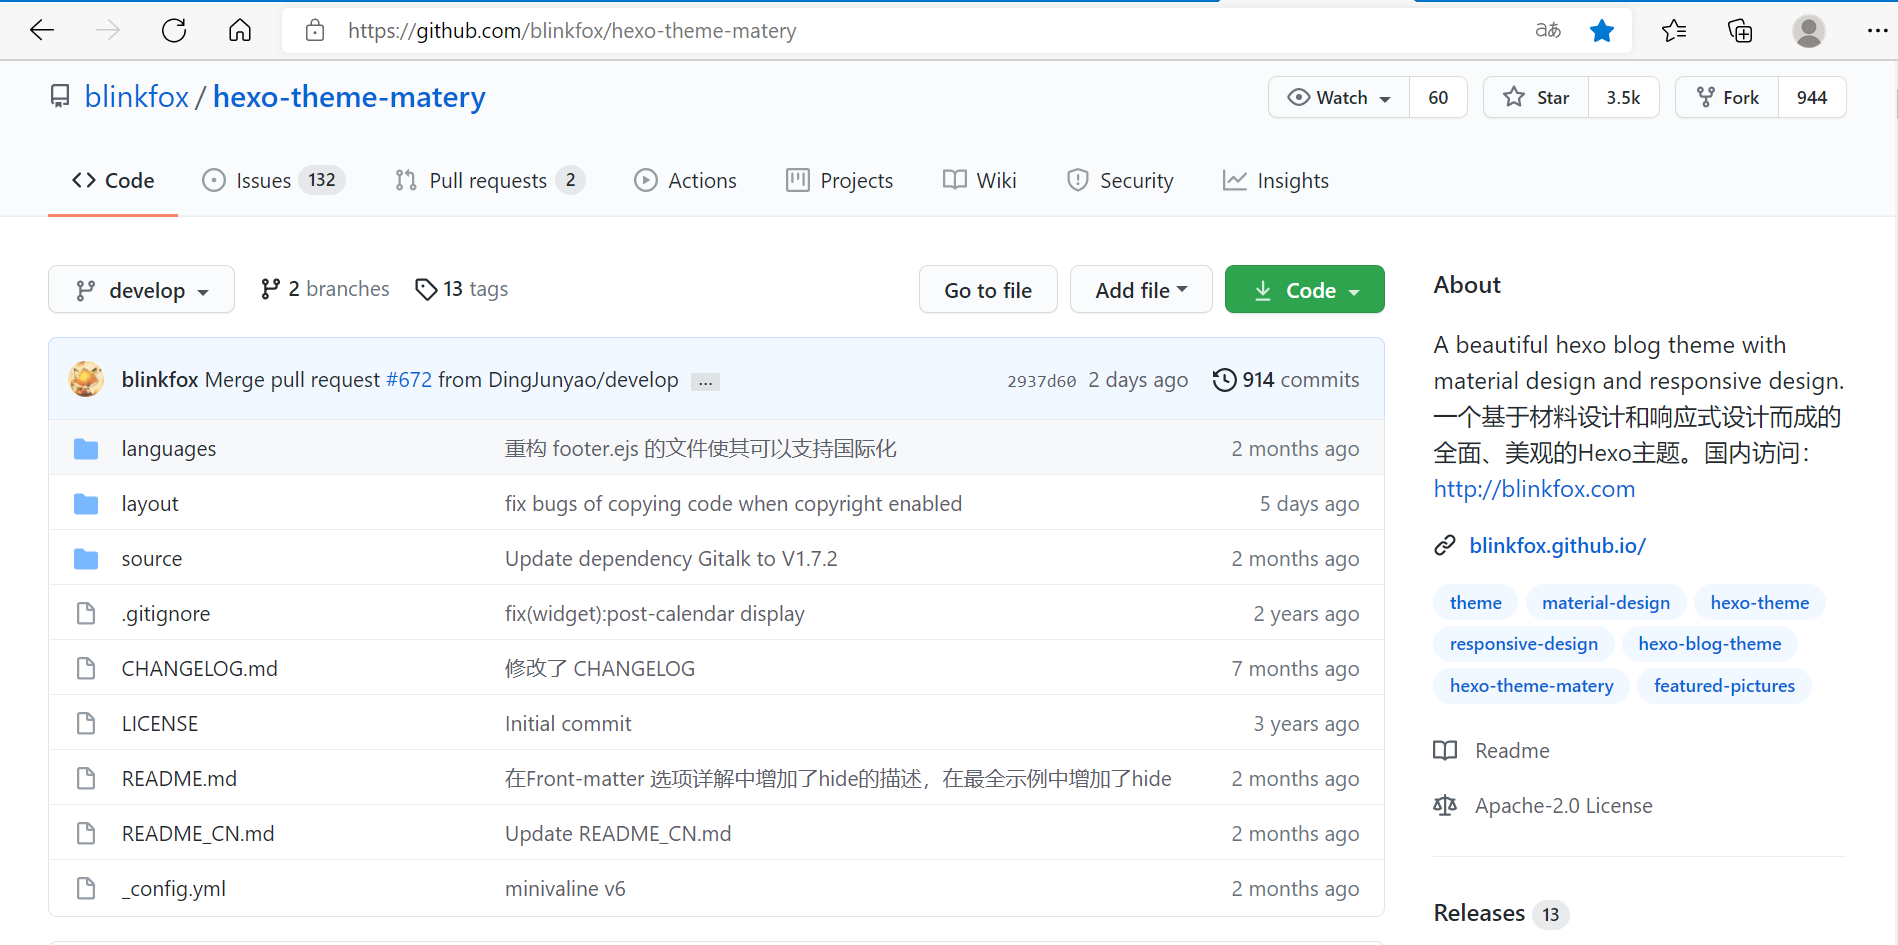 https://github.com/blinkfox/hexo-theme-matery
aあ
blinkfox / hexo-theme-matery
Watch 60
Star 3.5k
Fork 944
Code
Issues 132
Pull requests 2
Actions
Projects
Wiki
Security
Insights
develop
2 branches
13 tags
Go to file
Add file
Code
blinkfox Merge pull request #672 from DingJunyao/develop ... 2937d60 2 days ago 914 commits
languages 重构 footer.ejs 的文件使其可以支持国际化 2 months ago
layout fix bugs of copying code when copyright enabled 5 days ago
source Update dependency Gitalk to V1.7.2 2 months ago
.gitignore fix(widget):post-calendar display 2 years ago
CHANGELOG.md 修改了 CHANGELOG 7 months ago
LICENSE Initial commit 3 years ago
README.md 在Front-matter 选项详解中增加了hide的描述，在最全示例中增加了hide 2 months ago
README_CN.md Update README_CN.md 2 months ago
_config.yml minivaline v6 2 months ago
About
A beautiful hexo blog theme with
material design and responsive design.
一个基于材料设计和响应式设计而成的
全面、美观的Hexo主题。国内访问：
http://blinkfox.com
blinkfox.github.io/
theme material-design hexo-theme
responsive-design hexo-blog-theme
hexo-theme-matery featured-pictures
Readme
Apache-2.0 License
Releases 13